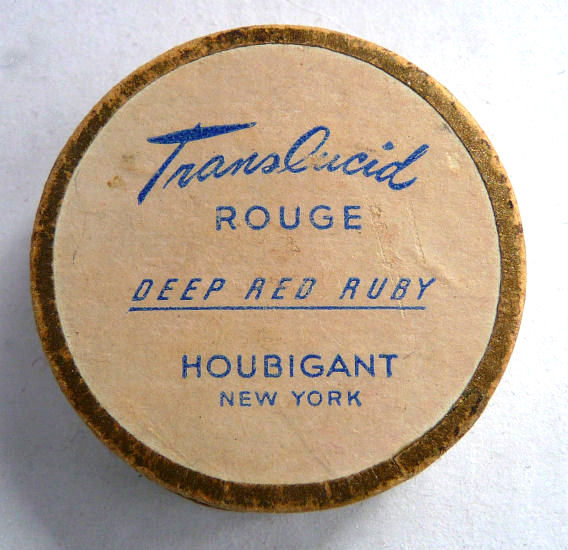 Translucid
ROUGE
DEEP RED RUBY
HOUBIGANT
NEW YORK